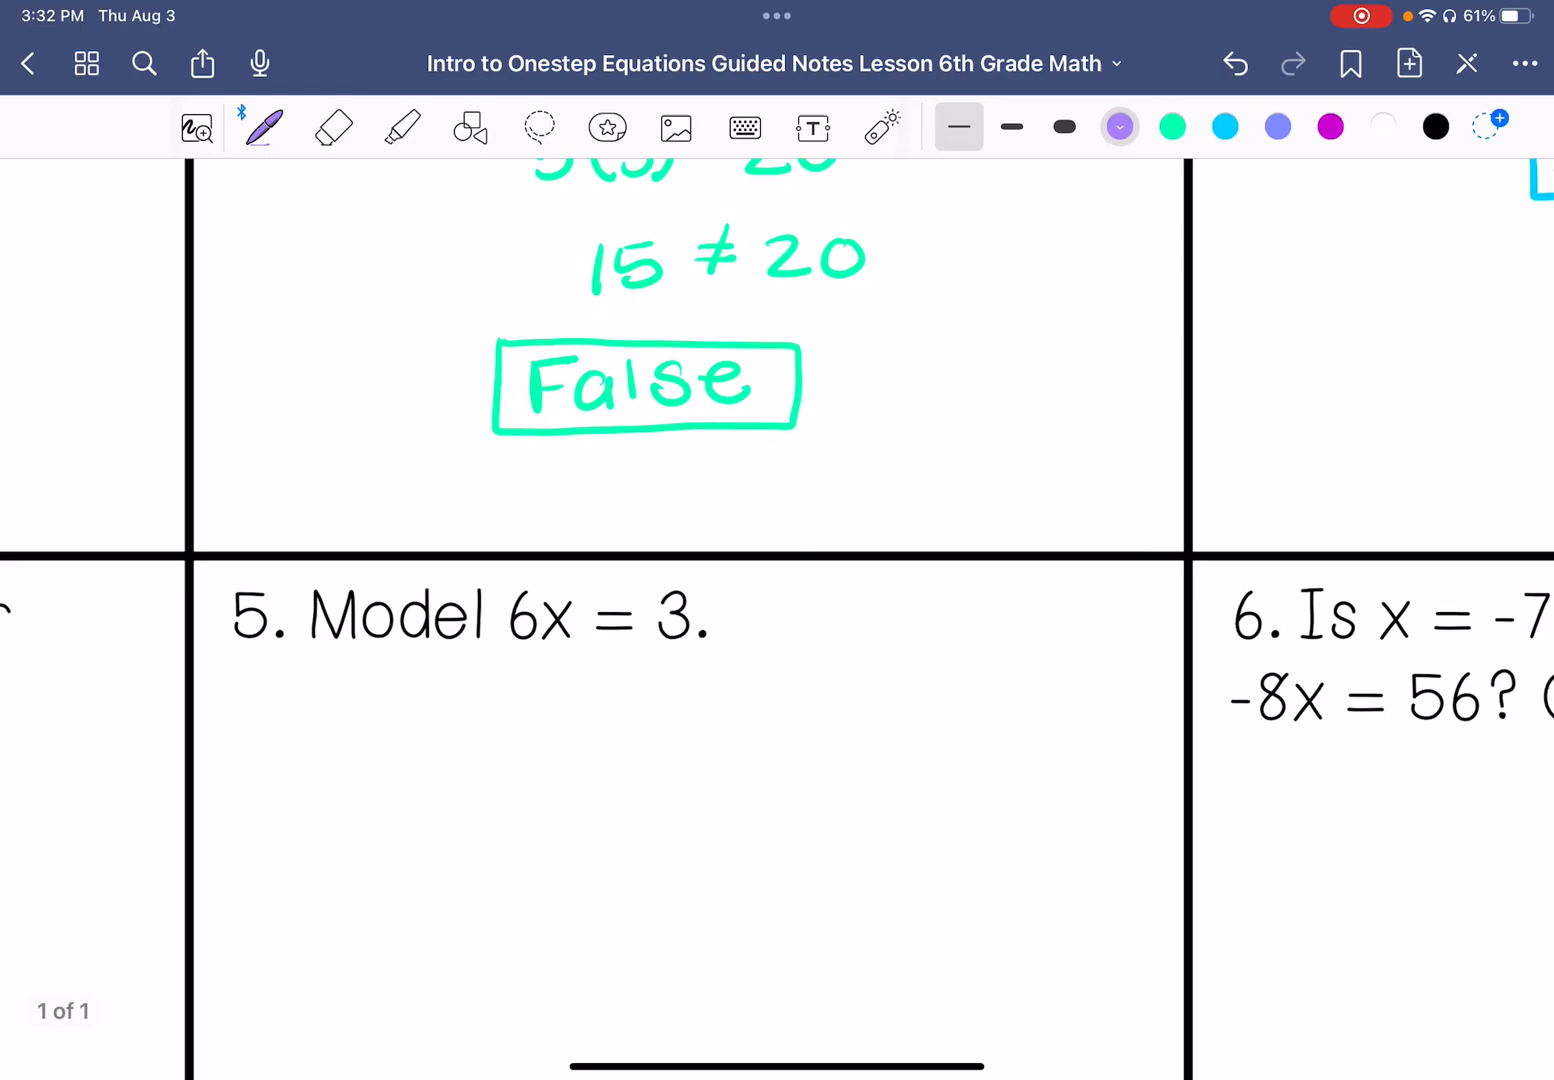 3:32 PM Thu Aug 3
61%
Intro to Onestep Equations Guided Notes Lesson 6th Grade Math
T
15 ≠ 20
False
5. Model 6x = 3.
6. Is x = -7
-8x = 56?
1 of 1